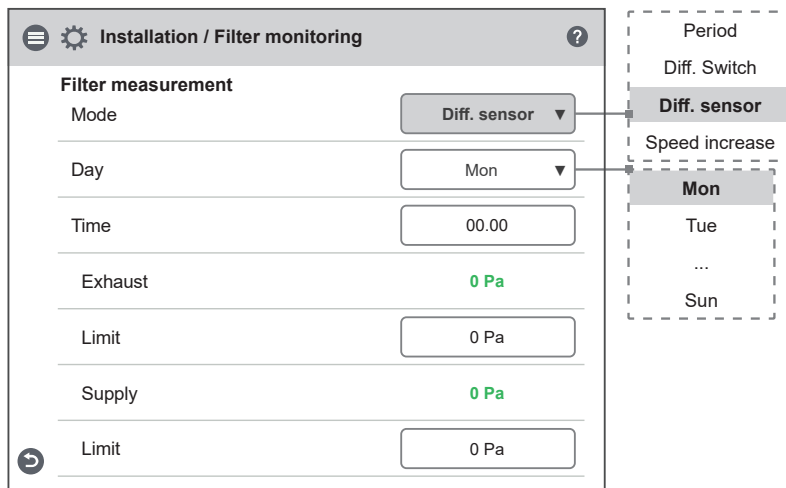 Installation / Filter monitoring ?
Filter measurement
Mode Diff. sensor ▼
Day Mon ▼
Time 00.00
Exhaust 0 Pa
Limit 0 Pa
Supply 0 Pa
Limit 0 Pa
Period
Diff. Switch
Diff. sensor
Speed increase
Mon
Tue
...
Sun